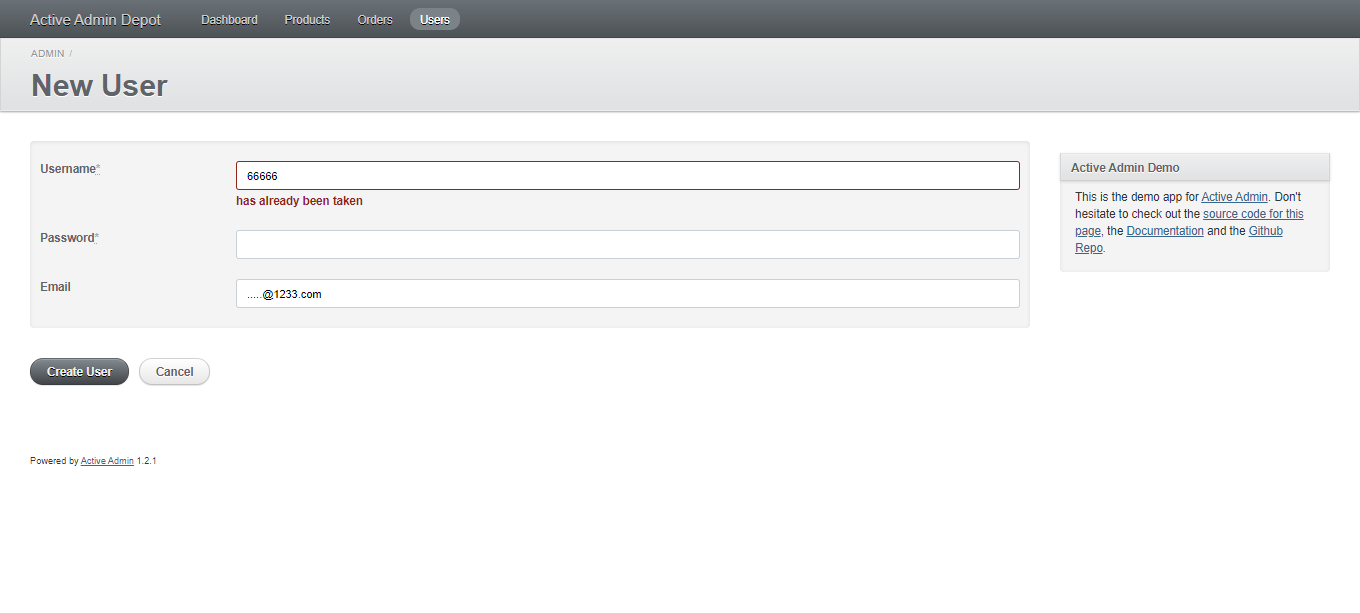 Active Admin Depot Dashboard Products Orders Users
ADMIN /
New User
Username*
66666
has already been taken
Password*
Email
.....@1233.com
Create User Cancel
Active Admin Demo
This is the demo app for Active Admin. Don't
hesitate to check out the source code for this
page, the Documentation and the Github
Repo.
Powered by Active Admin 1.2.1